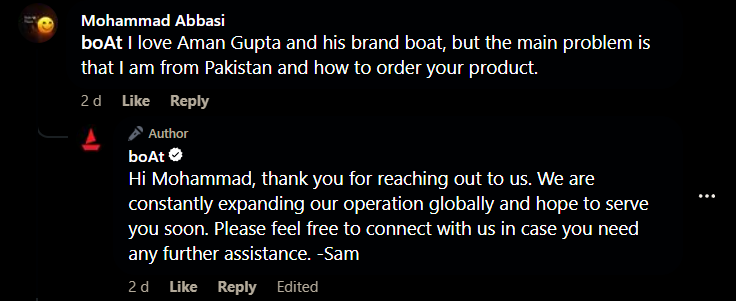 Mohammad Abbasi
boAt I love Aman Gupta and his brand boat, but the main problem is
that I am from Pakistan and how to order your product.
2 d Like Reply
Author
boAt
Hi Mohammad, thank you for reaching out to us. We are
constantly expanding our operation globally and hope to serve
you soon. Please feel free to connect with us in case you need
any further assistance. -Sam
2 d Like Reply Edited